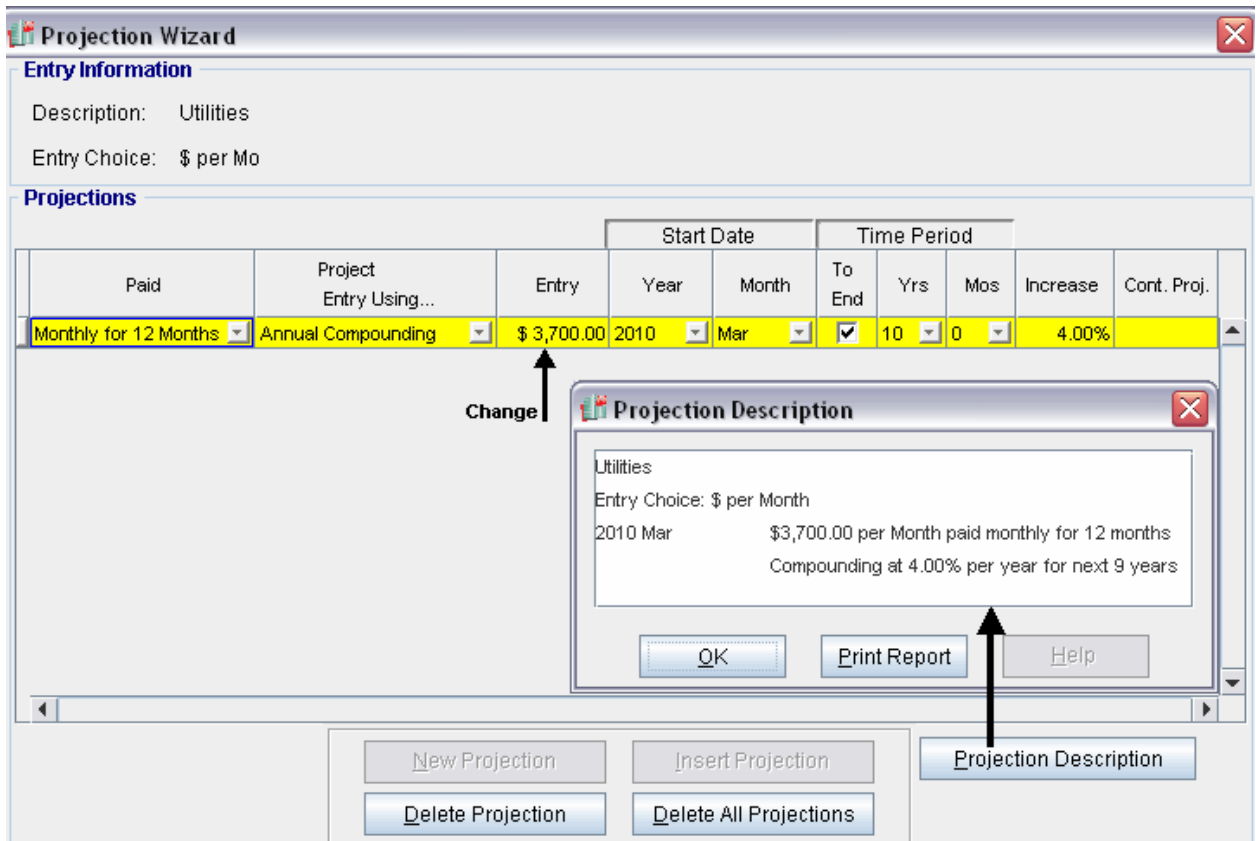 Projection Wizard
Entry Information
Description: Utilities
Entry Choice: $ per Mo
Projections
Start Date Time Period
Paid Project Entry Using... Entry Year Month To End Yrs Mos Increase Cont. Proj.
Monthly for 12 Months Annual Compounding $ 3,700.00 2010 Mar 10 0 4.00%
Change
Projection Description
Utilities
Entry Choice: $ per Month
2010 Mar $3,700.00 per Month paid monthly for 12 months
Compounding at 4.00% per year for next 9 years
OK Print Report Help
New Projection Insert Projection Projection Description
Delete Projection Delete All Projections